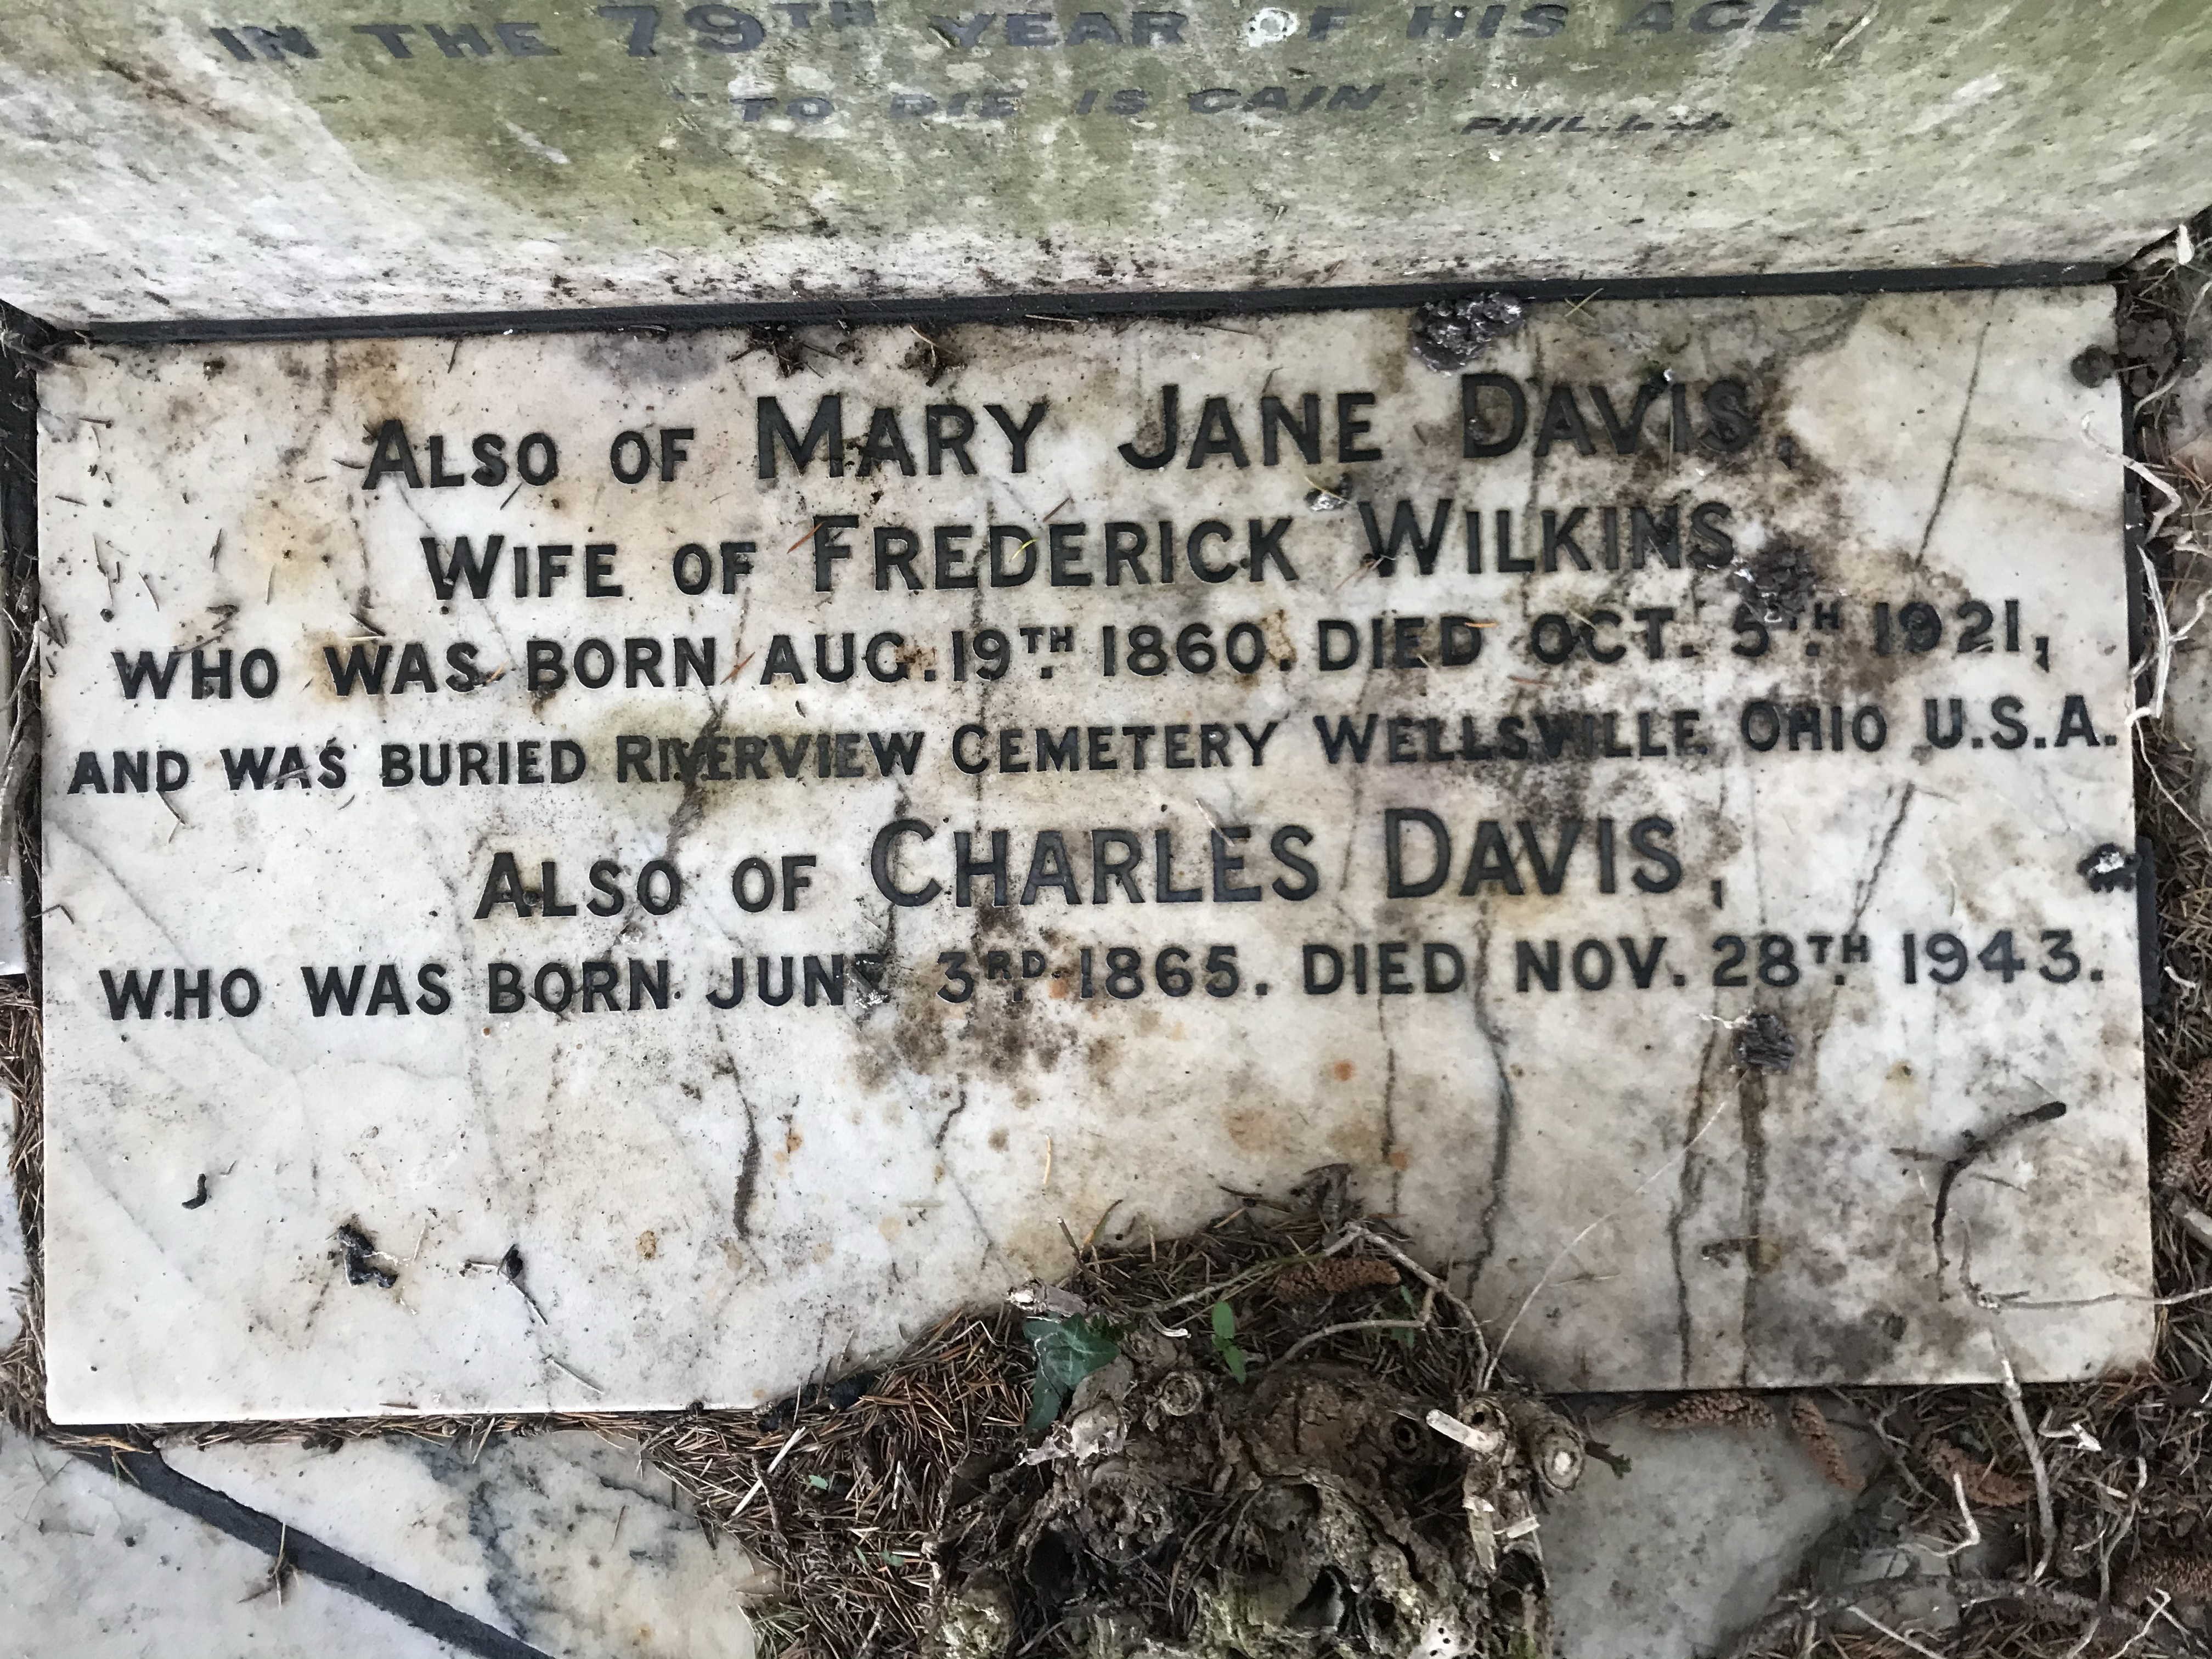 IN THE 79TH YEAR OF HIS AGE.
"TO DIE IS GAIN" PHIL. I. 21.
ALSO OF MARY JANE DAVIS,
WIFE OF FREDERICK WILKINS
WHO WAS BORN AUG. 19TH 1860. DIED OCT. 5TH 1921,
AND WAS BURIED RIVERVIEW CEMETERY WELLSVILLE OHIO U.S.A.
ALSO OF CHARLES DAVIS,
WHO WAS BORN JUNE 3RD 1865. DIED NOV. 28TH 1943.